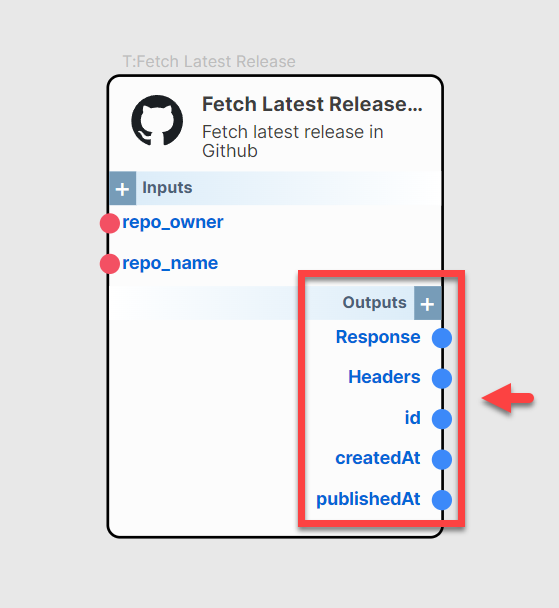 T:Fetch Latest Release
Fetch Latest Release...
Fetch latest release in
Github
+ Inputs
repo_owner
repo_name
Outputs +
Response
Headers
id
createdAt
publishedAt